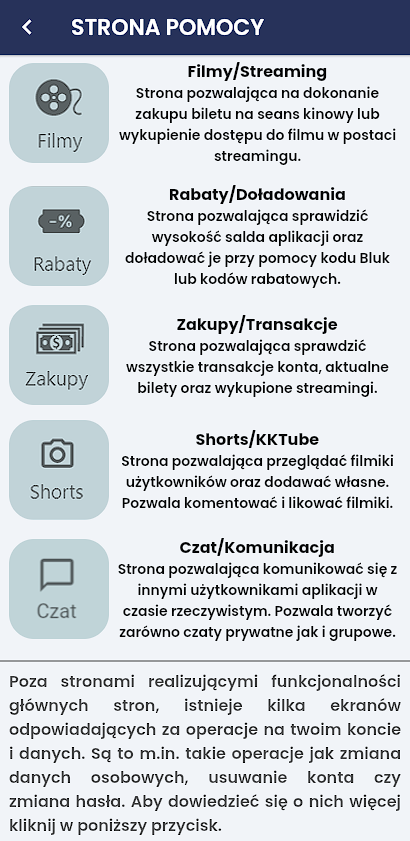 STRONA POMOCY
Filmy/Streaming
Strona pozwalająca na dokonanie
zakupu biletu na seans kinowy lub
wykupienie dostępu do filmu w postaci
streamingu.
Filmy
Rabaty/Doładowania
Strona pozwalająca sprawidzić
wysokość salda aplikacji oraz
doładować je przy pomocy kodu Bluk
lub kodów rabatowych.
-%
Rabaty
Zakupy/Transakcje
Strona pozwalająca sprawdzić
wszystkie transakcje konta, aktualne
bilety oraz wykupione streamingi.
$
Zakupy
Shorts/KKTube
Strona pozwalająca przeglądać filmiki
użytkowników oraz dodawać własne.
Pozwala komentować i likować filmiki.
Shorts
Czat/Komunikacja
Strona pozwalająca komunikować się z
innymi użytkownikami aplikacji w
czasie rzeczywistym. Pozwala tworzyć
zarówno czaty prywatne jak i grupowe.
Czat
Poza stronami realizującymi funkcjonalności
głównych stron, istnieje kilka ekranów
odpowiadających za operacje na twoim koncie
i danych. Są to m.in. takie operacje jak zmiana
danych osobowych, usuwanie konta czy
zmiana hasła. Aby dowiedzieć się o nich więcej
kliknij w poniższy przycisk.